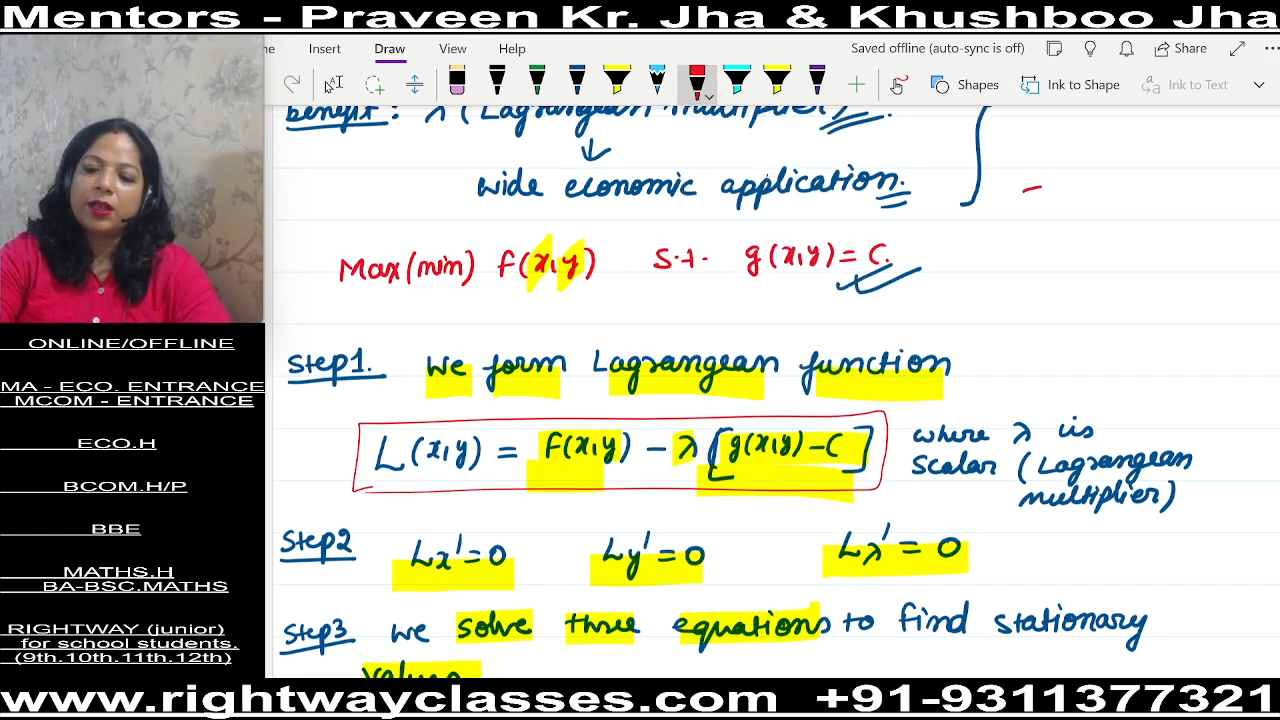 Mentors - Praveen Kr. Jha & Khushboo Jha
Insert Draw View Help Saved offline (auto-sync is off) Share
Shapes Ink to Shape Ink to Text
benefit : λ (Lagrangean multiplier)
wide economic application.
Max(min) f(x,y) s.t. g(x,y) = C.
Step1. We form Lagrangean function
L(x,y) = f(x,y) - λ [g(x,y) - C]
where λ is
scalar (Lagrangean
multiplier)
Step2 Lx' = 0 Ly' = 0 Lλ' = 0
Step3 we solve three equations to find stationary
values
ONLINE/OFFLINE
MA - ECO. ENTRANCE
MCOM - ENTRANCE
ECO.H
BCOM.H/P
BBE
MATHS.H
BA-BSC.MATHS
RIGHTWAY (junior)
for school students.
(9th.10th.11th.12th)
www.rightwayclasses.com +91-9311377321